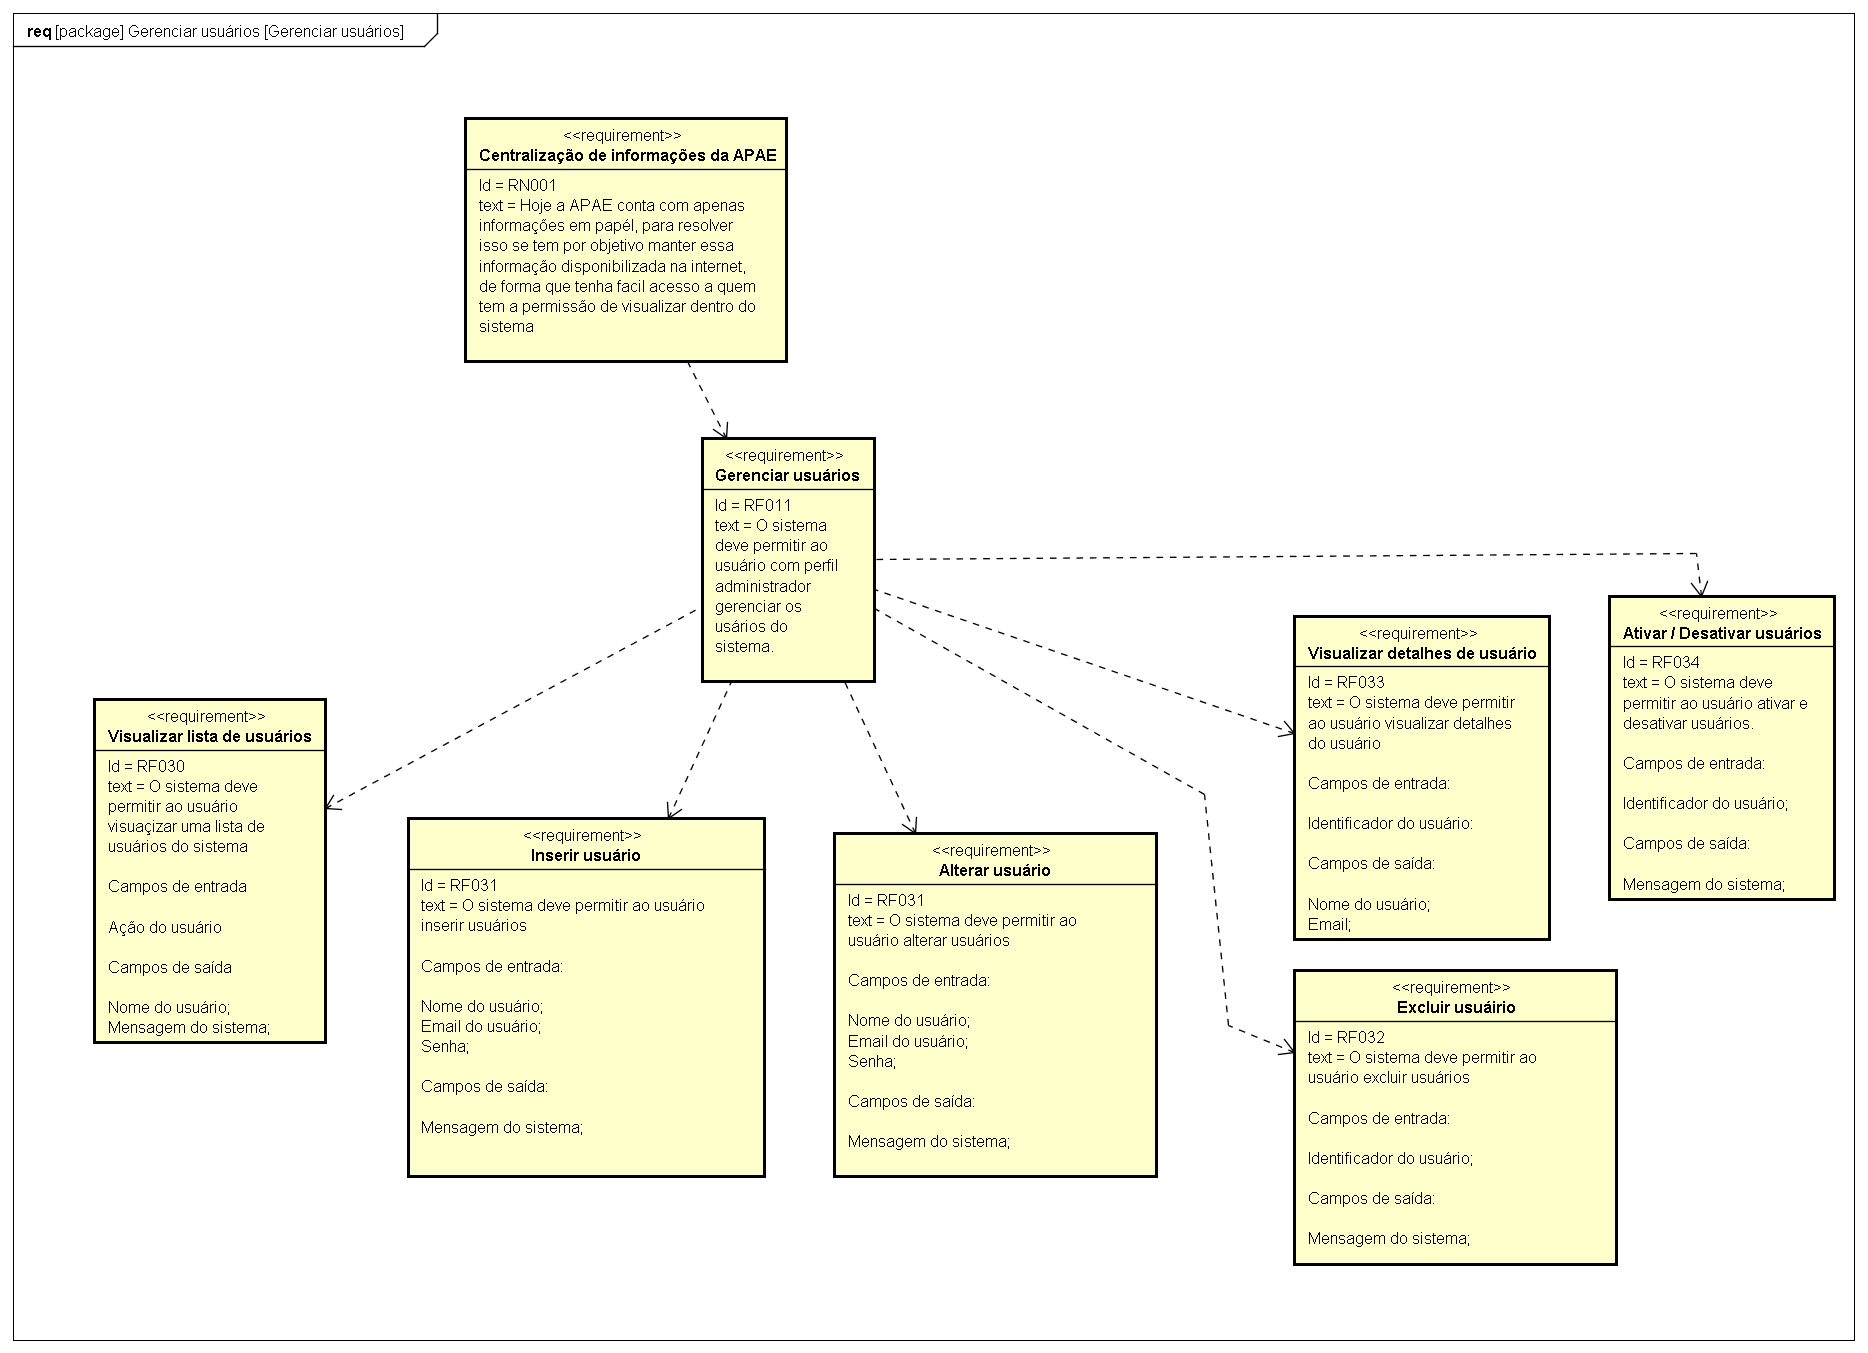 req [package] Gerenciar usuários [Gerenciar usuários]
<<requirement>>
Centralização de informações da APAE
Id = RN001
text = Hoje a APAE conta com apenas
informações em papél, para resolver
isso se tem por objetivo manter essa
informação disponibilizada na internet,
de forma que tenha facil acesso a quem
tem a permissão de visualizar dentro do
sistema
<<requirement>>
Gerenciar usuários
Id = RF011
text = O sistema
deve permitir ao
usuário com perfil
administrador
gerenciar os
usários do
sistema.
<<requirement>>
Visualizar lista de usuários
Id = RF030
text = O sistema deve
permitir ao usuário
visuaçizar uma lista de
usuários do sistema
Campos de entrada
Ação do usuário
Campos de saída
Nome do usuário;
Mensagem do sistema;
<<requirement>>
Inserir usuário
Id = RF031
text = O sistema deve permitir ao usuário
inserir usuários
Campos de entrada:
Nome do usuário;
Email do usuário;
Senha;
Campos de saída:
Mensagem do sistema;
<<requirement>>
Alterar usuário
Id = RF031
text = O sistema deve permitir ao
usuário alterar usuários
Campos de entrada:
Nome do usuário;
Email do usuário;
Senha;
Campos de saída:
Mensagem do sistema;
<<requirement>>
Visualizar detalhes de usuário
Id = RF033
text = O sistema deve permitir
ao usuário visualizar detalhes
do usuário
Campos de entrada:
Identificador do usuário:
Campos de saída:
Nome do usuário;
Email;
<<requirement>>
Ativar / Desativar usuários
Id = RF034
text = O sistema deve
permitir ao usuário ativar e
desativar usuários.
Campos de entrada:
Identificador do usuário;
Campos de saída:
Mensagem do sistema;
<<requirement>>
Excluir usuáirio
Id = RF032
text = O sistema deve permitir ao
usuário excluir usuários
Campos de entrada:
Identificador do usuário;
Campos de saída:
Mensagem do sistema;